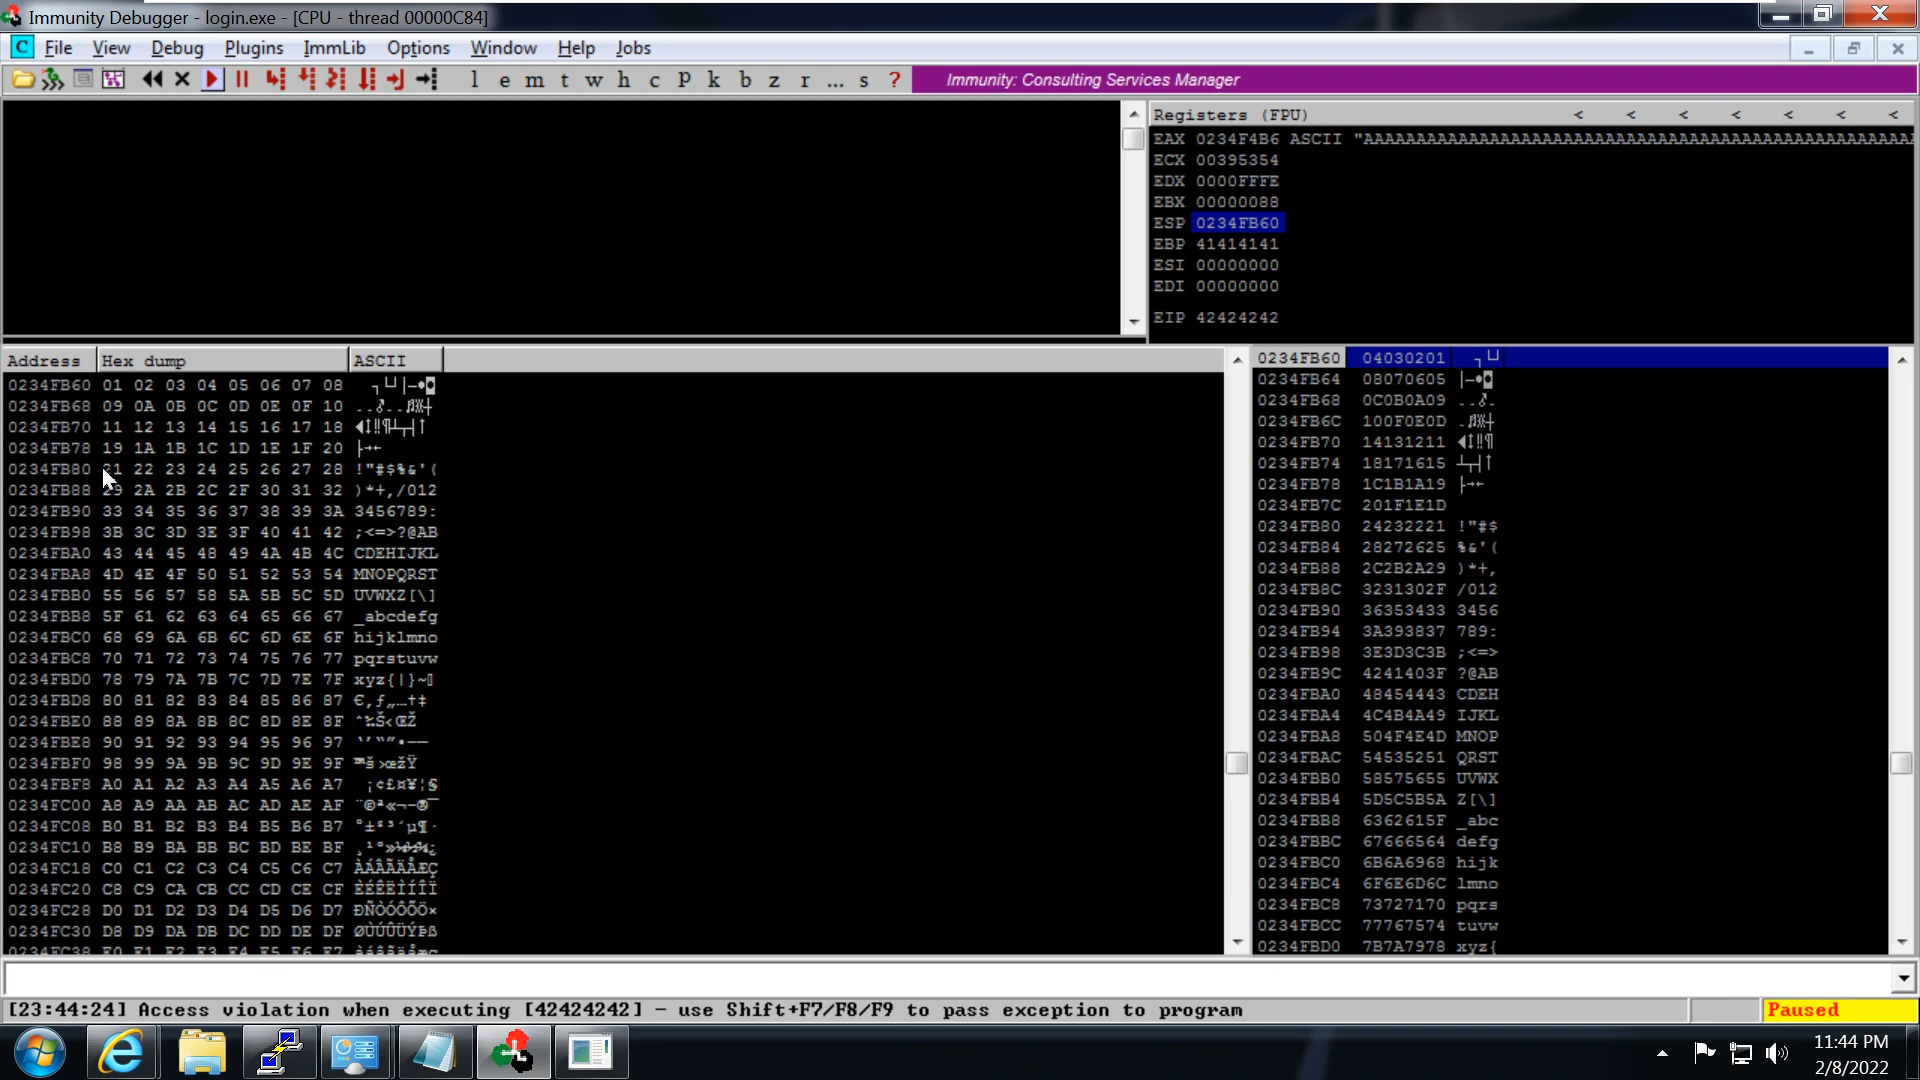 Immunity Debugger - login.exe - [CPU - thread 00000C84]
C File View Debug Plugins ImmLib Options Window Help Jobs
l e m t w h c P k b z r ... s ? Immunity: Consulting Services Manager
Registers (FPU) < < < < < < <
EAX 0234F4B6 ASCII
ECX 00395354
EDX 0000FFFE
EBX 00000088
ESP 0234FB60
EBP 41414141
ESI 00000000
EDI 00000000
EIP 42424242
Address Hex dump ASCII
0234FB60 01 02 03 04 05 06 07 08
0234FB68 09 0A 0B 0C 0D 0E 0F 10
0234FB70 11 12 13 14 15 16 17 18
0234FB78 19 1A 1B 1C 1D 1E 1F 20
0234FB80 21 22 23 24 25 26 27 28 !"#$%&'(
0234FB88 29 2A 2B 2C 2F 30 31 32 )*+,/012
0234FB90 33 34 35 36 37 38 39 3A 3456789:
0234FB98 3B 3C 3D 3E 3F 40 41 42 ;<=>?@AB
0234FBA0 43 44 45 48 49 4A 4B 4C CDEHIJKL
0234FBA8 4D 4E 4F 50 51 52 53 54 MNOPQRST
0234FBB0 55 56 57 58 5A 5B 5C 5D UVWXZ[\]
0234FBB8 5F 61 62 63 64 65 66 67 _abcdefg
0234FBC0 68 69 6A 6B 6C 6D 6E 6F hijklmno
0234FBC8 70 71 72 73 74 75 76 77 pqrstuvw
0234FBD0 78 79 7A 7B 7C 7D 7E 7F xyz{|}~
0234FBD8 80 81 82 83 84 85 86 87
0234FBE0 88 89 8A 8B 8C 8D 8E 8F
0234FBE8 90 91 92 93 94 95 96 97
0234FBF0 98 99 9A 9B 9C 9D 9E 9F
0234FBF8 A0 A1 A2 A3 A4 A5 A6 A7 ¡¢£¤¥¦§
0234FC00 A8 A9 AA AB AC AD AE AF ¨©ª«¬-®¯
0234FC08 B0 B1 B2 B3 B4 B5 B6 B7 °±²³´µ¶·
0234FC10 B8 B9 BA BB BC BD BE BF ¸¹º»¼½¾¿
0234FC18 C0 C1 C2 C3 C4 C5 C6 C7 ÀÁÂÃÄÅÆÇ
0234FC20 C8 C9 CA CB CC CD CE CF ÈÉÊËÌÍÎÏ
0234FC28 D0 D1 D2 D3 D4 D5 D6 D7 ÐÑÒÓÔÕÖ×
0234FC30 D8 D9 DA DB DC DD DE DF ØÙÚÛÜÝÞß
0234FC38 E0 E1 E2 E3 E4 E5 E6 E7 àáâãäåæç
0234FB60 04030201
0234FB64 08070605
0234FB68 0C0B0A09
0234FB6C 100F0E0D
0234FB70 14131211
0234FB74 18171615
0234FB78 1C1B1A19
0234FB7C 201F1E1D
0234FB80 24232221 !"#$
0234FB84 28272625 %&'(
0234FB88 2C2B2A29 )*+,
0234FB8C 3231302F /012
0234FB90 36353433 3456
0234FB94 3A393837 789:
0234FB98 3E3D3C3B ;<=>
0234FB9C 4241403F ?@AB
0234FBA0 48454443 CDEH
0234FBA4 4C4B4A49 IJKL
0234FBA8 504F4E4D MNOP
0234FBAC 54535251 QRST
0234FBB0 58575655 UVWX
0234FBB4 5D5C5B5A Z[\]
0234FBB8 6362615F _abc
0234FBBC 67666564 defg
0234FBC0 6B6A6968 hijk
0234FBC4 6F6E6D6C lmno
0234FBC8 73727170 pqrs
0234FBCC 77767574 tuvw
0234FBD0 7B7A7978 xyz{
[23:44:24] Access violation when executing [42424242] - use Shift+F7/F8/F9 to pass exception to program
Paused
11:44 PM
2/8/2022